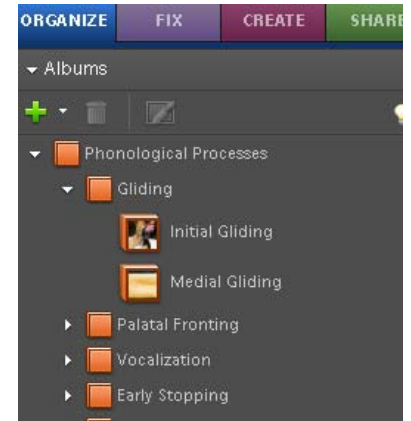 ORGANIZE FIX CREATE SHARE
Albums
Phonological Processes
Gliding
Initial Gliding
Medial Gliding
Palatal Fronting
Vocalization
Early Stopping